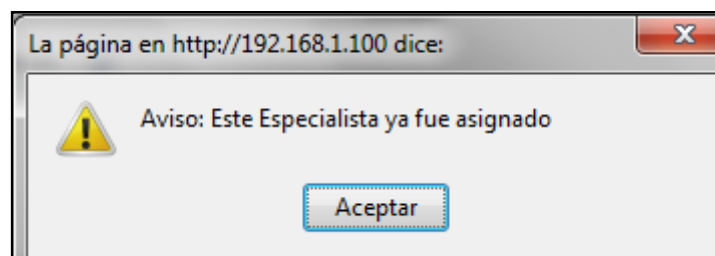 La página en http://192.168.1.100 dice:
Aviso: Este Especialista ya fue asignado
Aceptar